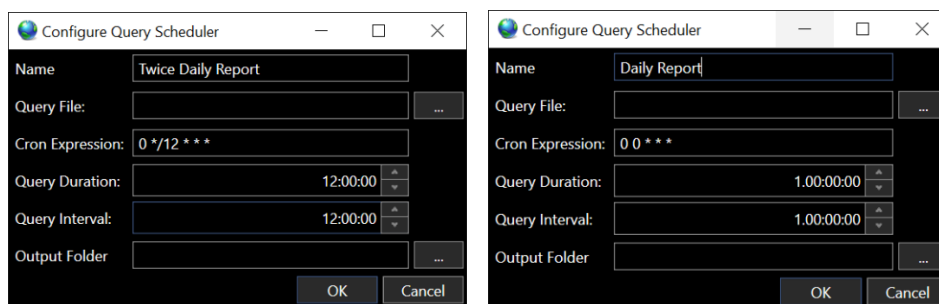 Configure Query Scheduler
Name Twice Daily Report
Query File: ...
Cron Expression: 0 */12 * * *
Query Duration: 12:00:00
Query Interval: 12:00:00
Output Folder ...
OK Cancel
Configure Query Scheduler
Name Daily Report
Query File: ...
Cron Expression: 0 0 * * *
Query Duration: 1.00:00:00
Query Interval: 1.00:00:00
Output Folder ...
OK Cancel